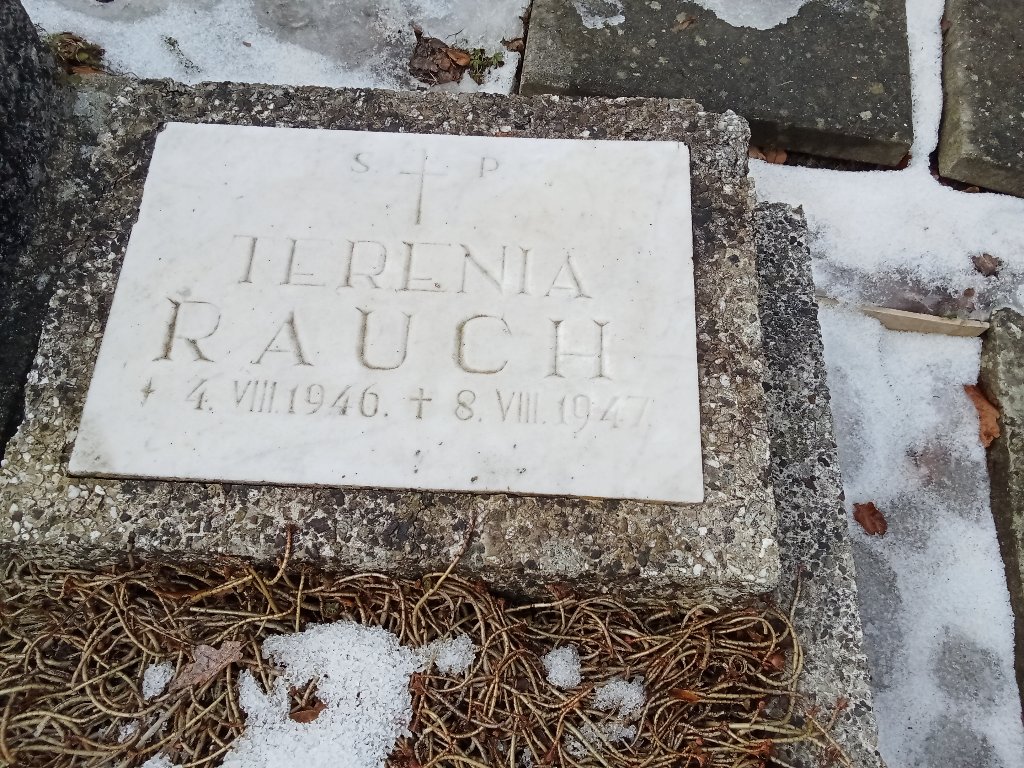 S † P
TERENIA
RAUCH
* 4. VIII. 1946. † 8. VIII. 1947.